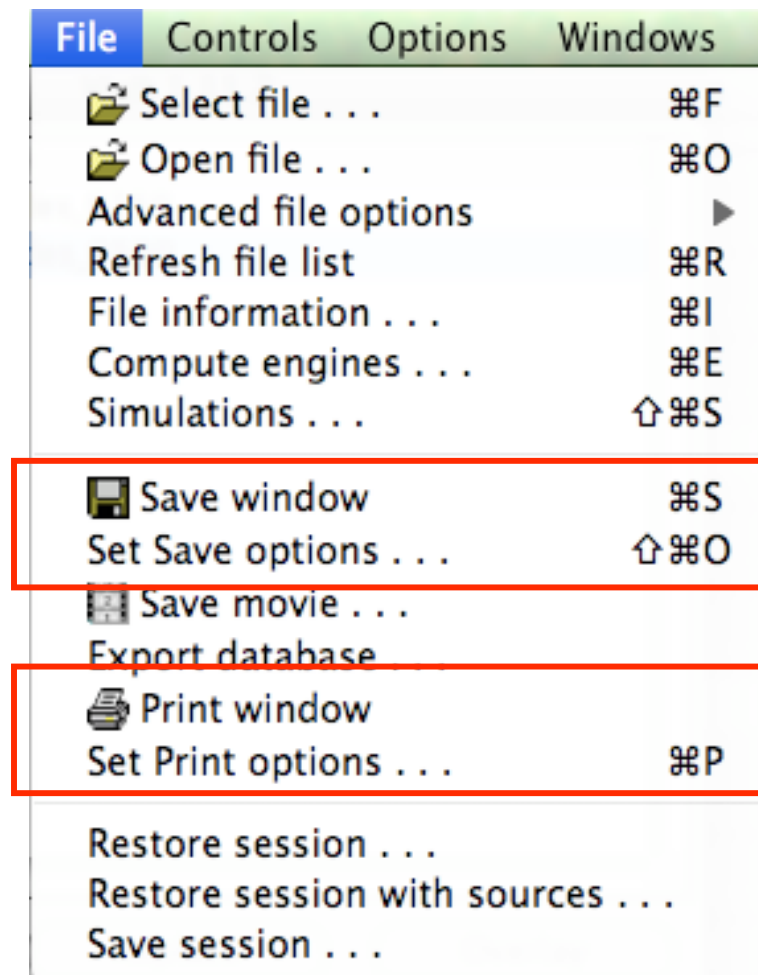 File Controls Options Windows
Select file . . . ⌘F
Open file . . . ⌘O
Advanced file options ▶
Refresh file list ⌘R
File information . . . ⌘I
Compute engines . . . ⌘E
Simulations . . . ⇧⌘S
Save window ⌘S
Set Save options . . . ⇧⌘O
Save movie . . .
Export database . . .
Print window
Set Print options . . . ⌘P
Restore session . . .
Restore session with sources . . .
Save session . . .